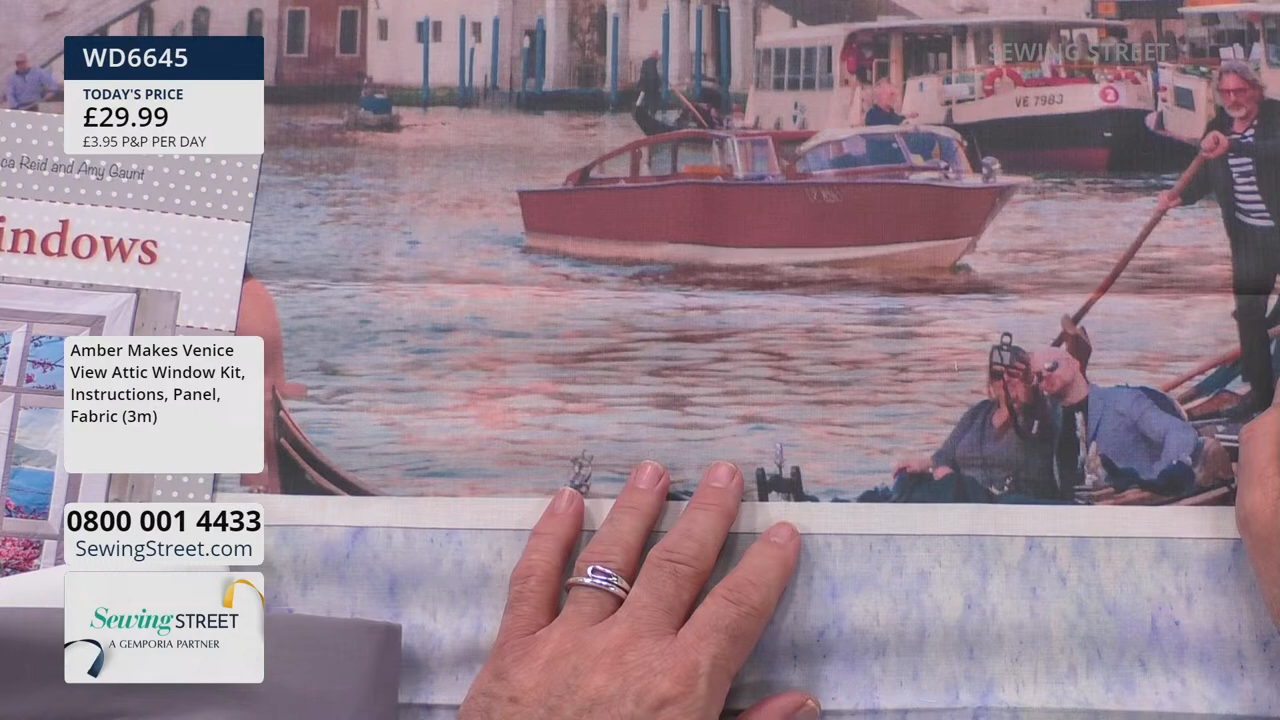 WD6645
TODAY'S PRICE
£29.99
£3.95 P&P PER DAY
ca Reid and Amy Gaunt
indows
Amber Makes Venice
View Attic Window Kit,
Instructions, Panel,
Fabric (3m)
0800 001 4433
SewingStreet.com
Sewing STREET
A GEMPORIA PARTNER
SEWING STREET
VE 7983
2